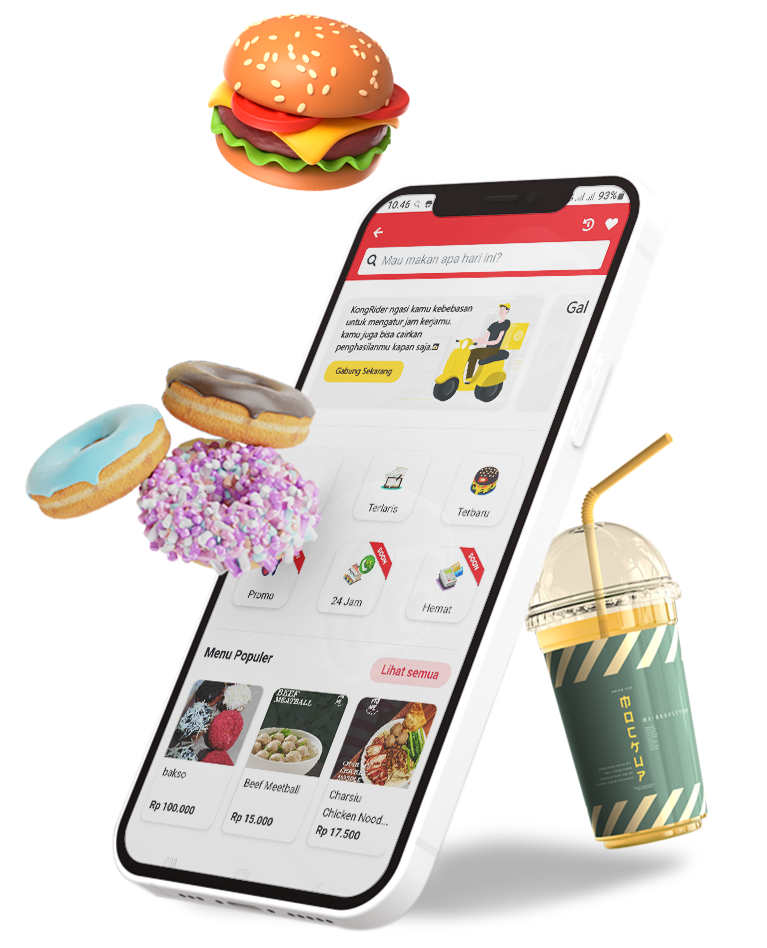 10.46
93%
Mau makan apa hari ini?
KongRider ngasi kamu kebebasan
untuk mengatur jam kerjamu.
kamu juga bisa cairkan
penghasilanmu kapan saja.
Gabung Sekarang
Gal
Terlaris
Terbaru
Promo
24 Jam
SOON
Hemat
SOON
Menu Populer
Lihat semua
BEEF
MEATBALL
bakso
Rp 100.000
Beef Meetball
Rp 15.000
Charsiu
Chicken Nood...
Rp 17.500
MOCKUP